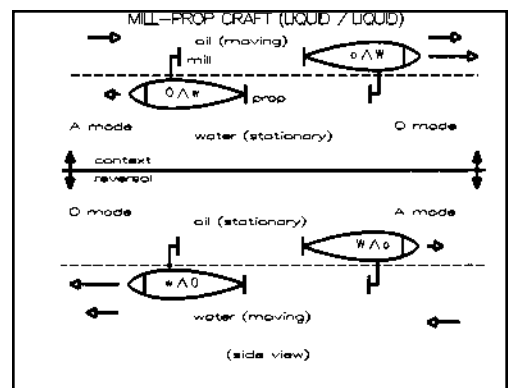 MILL-PROP CRAFT (LIQUID / LIQUID)
oil (moving)
mill
o Λ W
O Λ w
prop
A mode
water (stationary)
O mode
context
reversal
O mode
oil (stationary)
A mode
W Λ o
w Λ O
water (moving)
(side view)